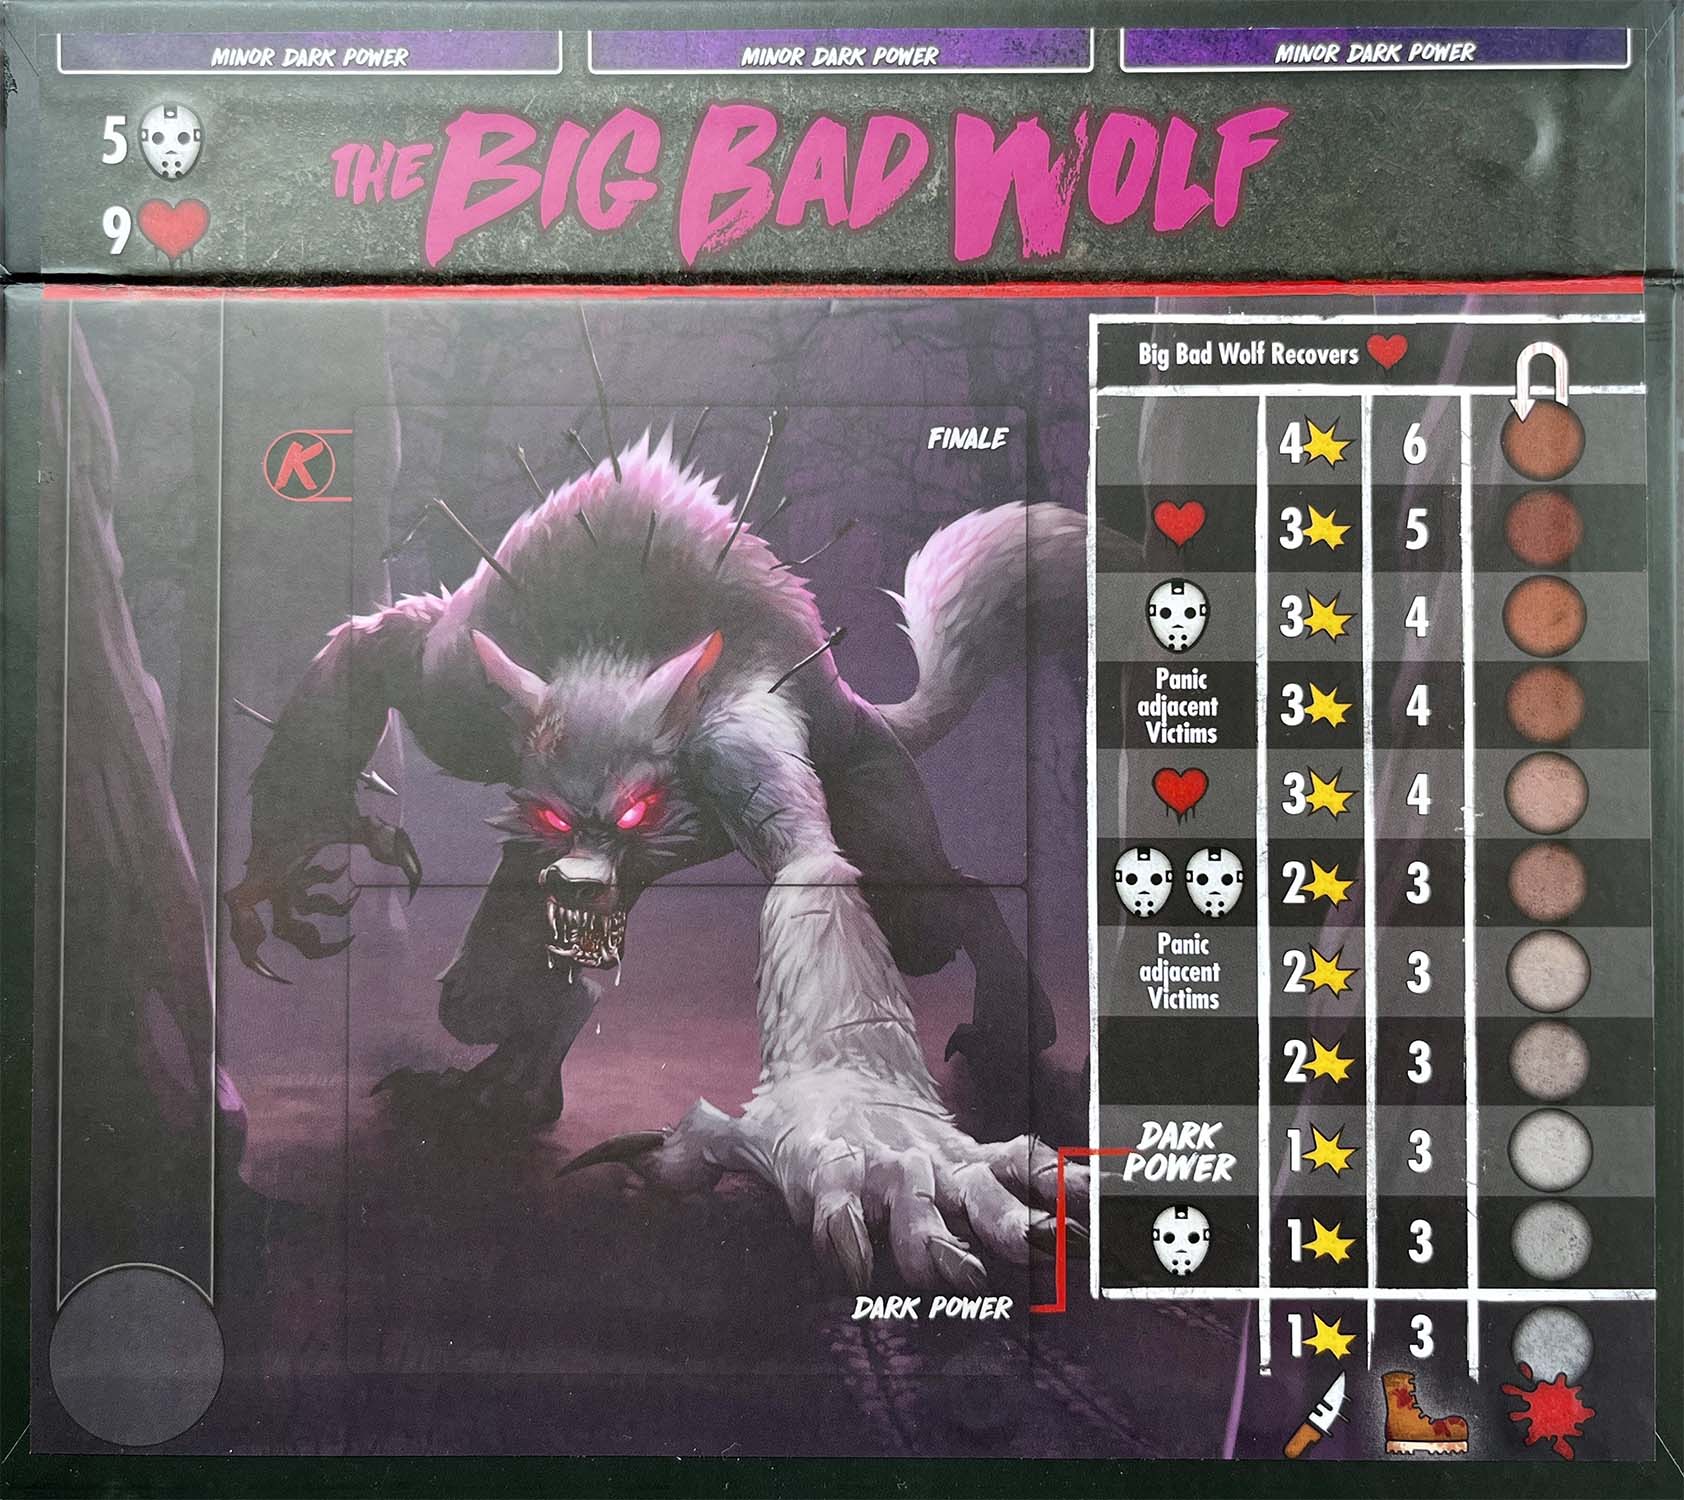 MINOR DARK POWER MINOR DARK POWER MINOR DARK POWER
5
THE BIG BAD WOLF
9
Big Bad Wolf Recovers
K
FINALE
4 6
3 5
3 4
Panic
adjacent
Victims
3 4
3 4
2 3
Panic
adjacent
Victims
2 3
2 3
DARK
POWER
1 3
1 3
DARK POWER
1 3